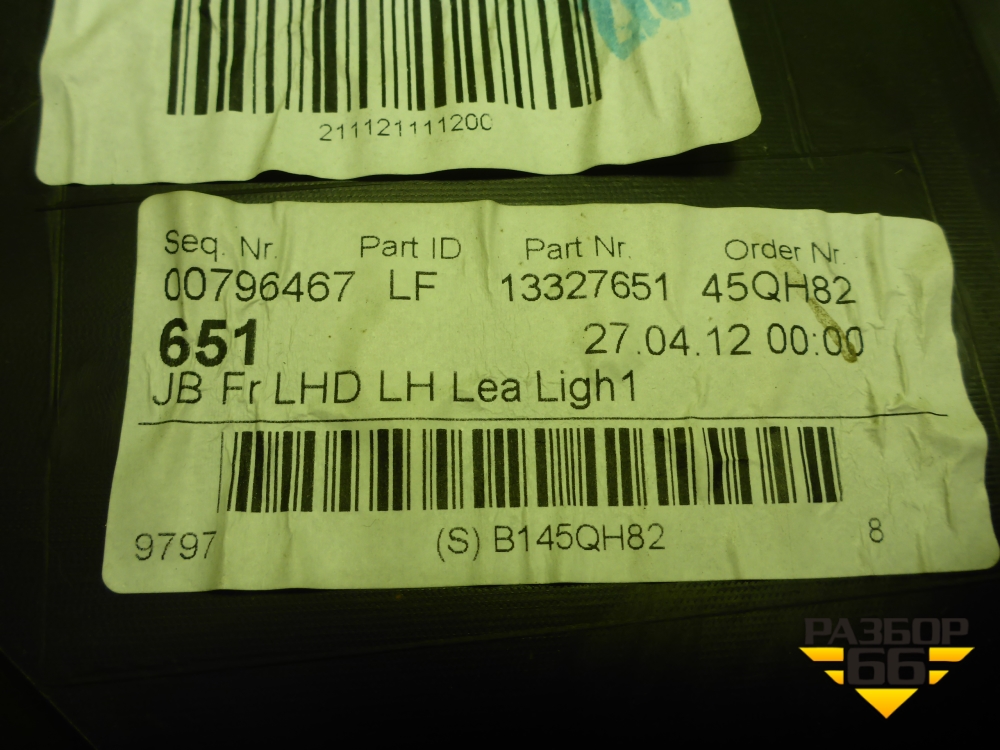 211121111200
Seq. Nr. Part ID Part Nr. Order Nr.
00796467 LF 13327651 45QH82
651 27.04.12 00:00
JB Fr LHD LH Lea Ligh1
9797 (S) B145QH82 8
РАЗБОР
66